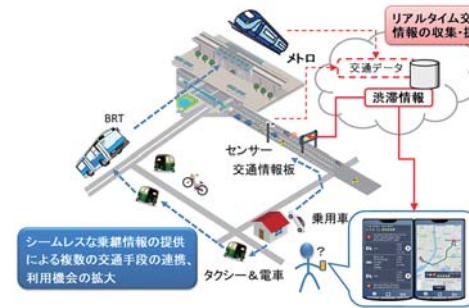 リアルタイム交
情報の収集・提
メトロ
交通データ
渋滞情報
BRT
センサー
交通情報板
乗用車
シームレスな乗継情報の提供
による複数の交通手段の連携、
利用機会の拡大
タクシー＆電車
?